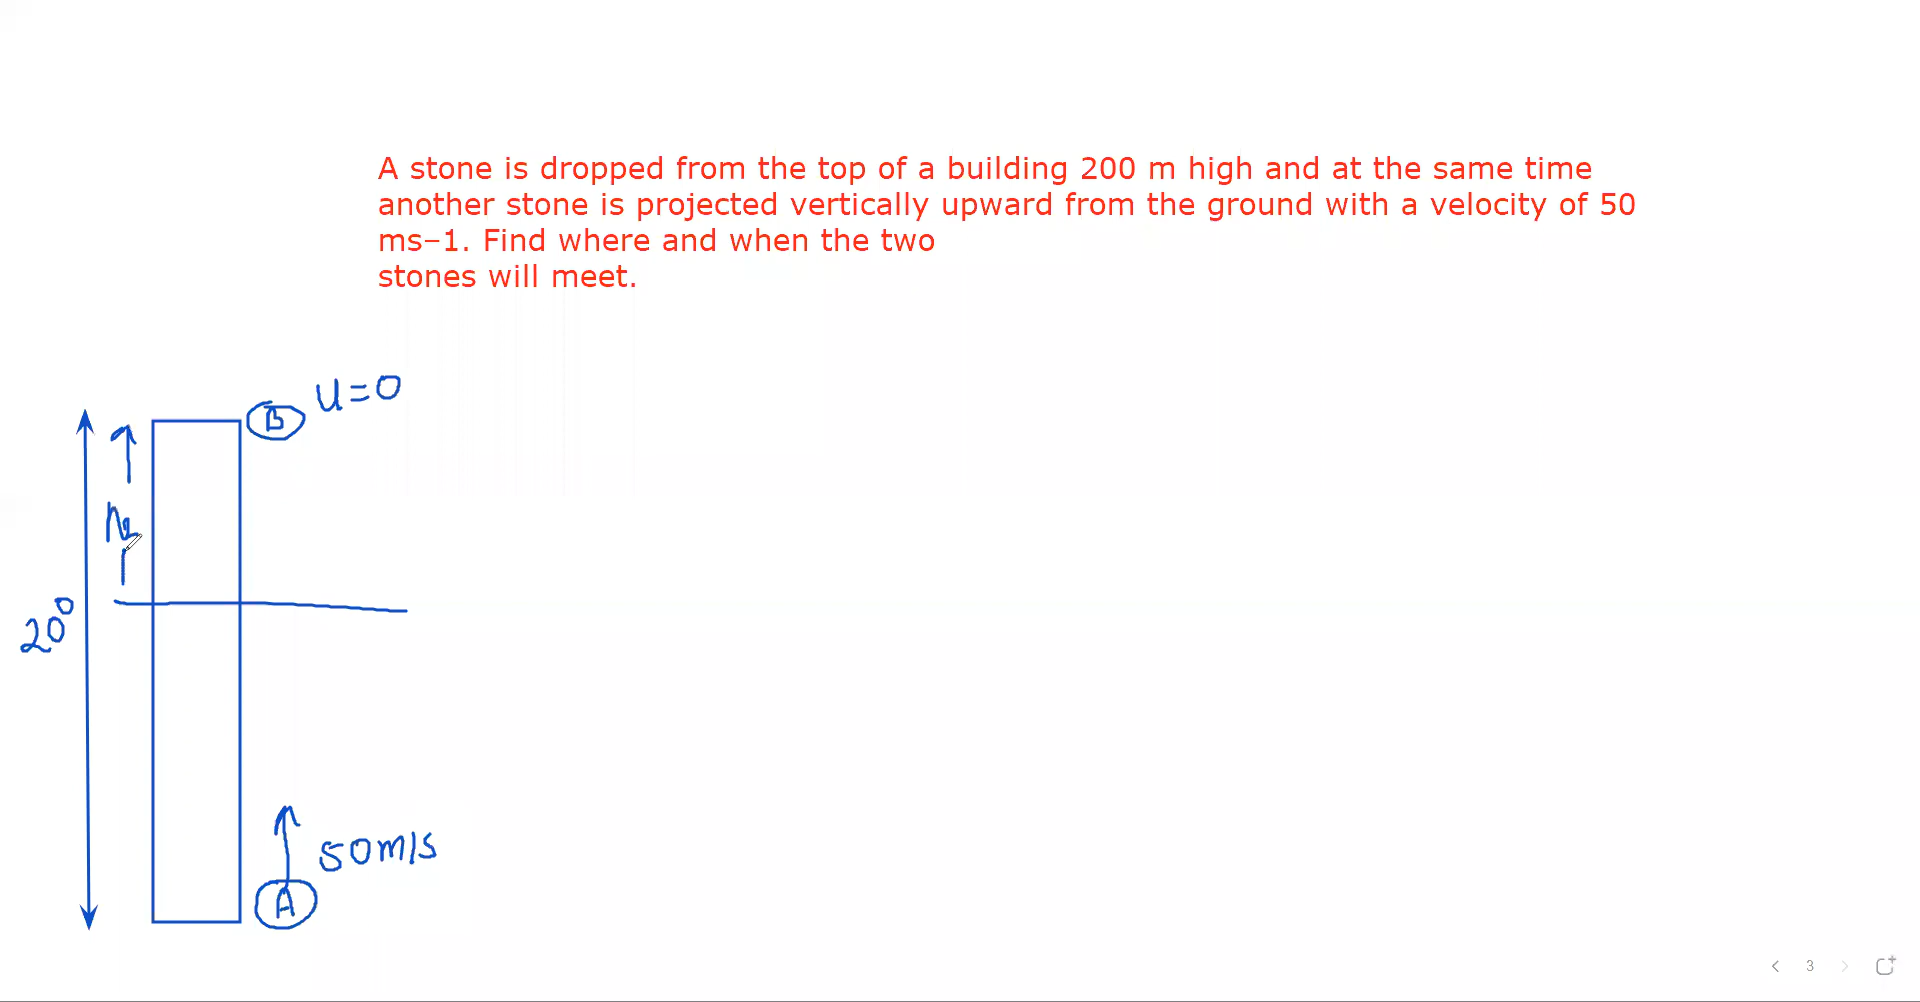 A stone is dropped from the top of a building 200 m high and at the same time
another stone is projected vertically upward from the ground with a velocity of 50
ms–1. Find where and when the two
stones will meet.
B u=0
h2
200
50m/s
A
3